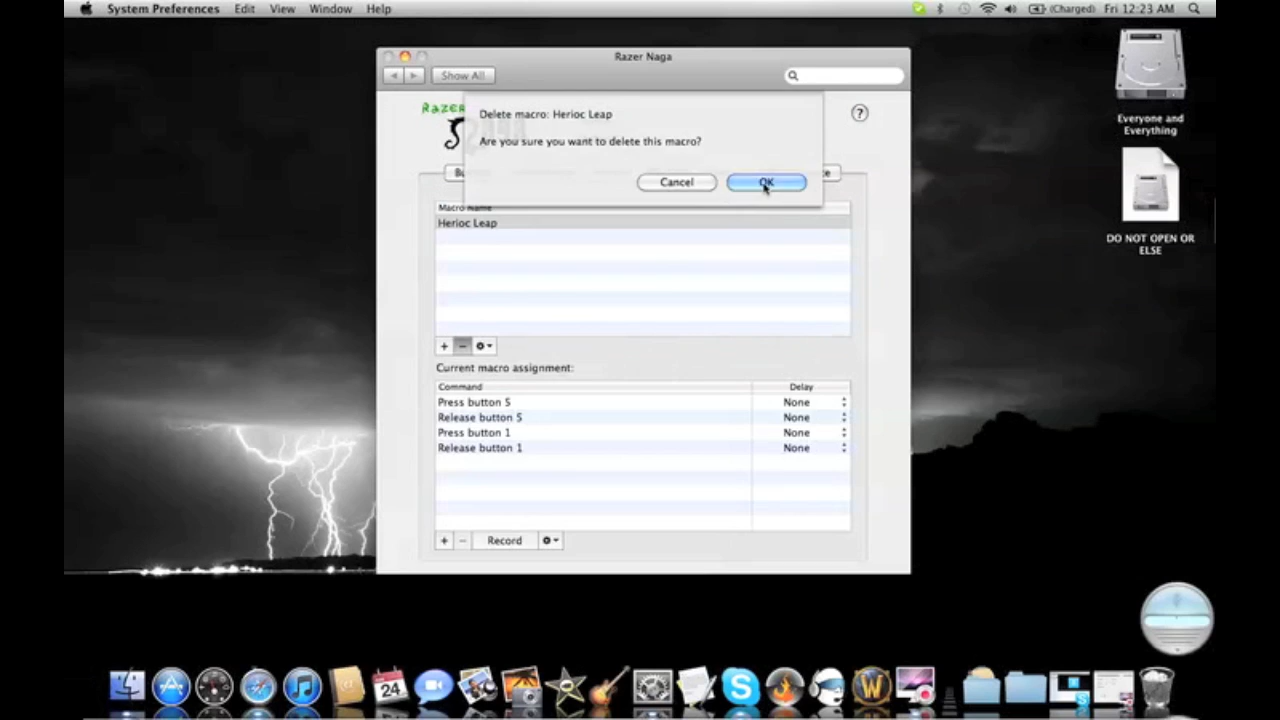 System Preferences Edit View Window Help (Charged) Fri 12:23 AM
Razer Naga
Show All
Razer
Delete macro: Herioc Leap
Are you sure you want to delete this macro?
Cancel OK
Macro Name
Herioc Leap
Current macro assignment:
Command Delay
Press button 5 None
Release button 5 None
Press button 1 None
Release button 1 None
Record
Everyone and
Everything
DO NOT OPEN OR
ELSE
24